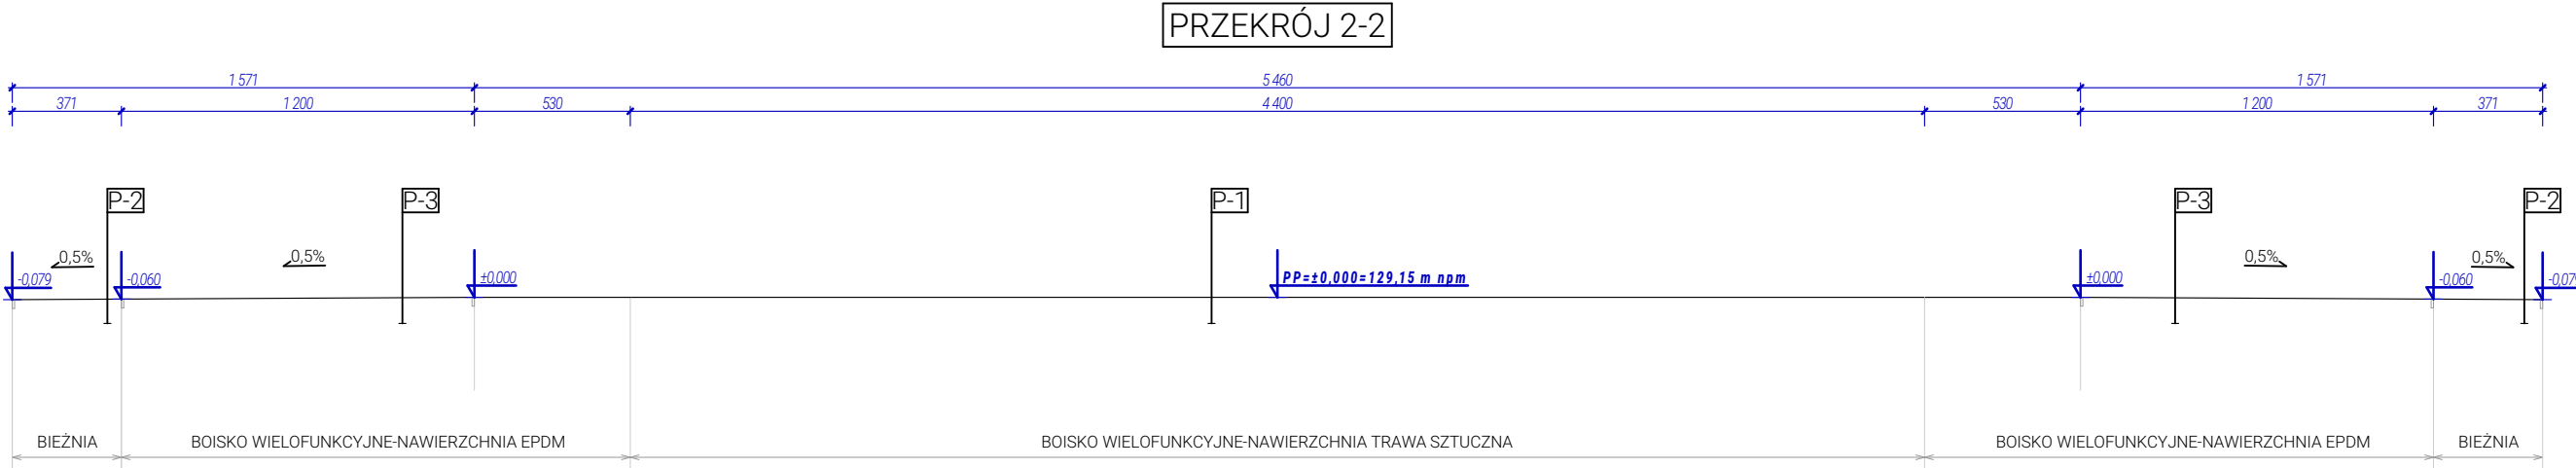 PRZEKRÓJ 2-2
1 571 5 460 1 571
371 1 200 530 4 400 530 1 200 371
P-2 P-3 P-1 P-3 P-2
0,5% 0,5% 0,5% 0,5%
-0,079 -0,060 ±0,000 PP=±0,000=129,15 m npm ±0,000 -0,060 -0,07
BIEŻNIA BOISKO WIELOFUNKCYJNE-NAWIERZCHNIA EPDM BOISKO WIELOFUNKCYJNE-NAWIERZCHNIA TRAWA SZTUCZNA BOISKO WIELOFUNKCYJNE-NAWIERZCHNIA EPDM BIEŻNIA